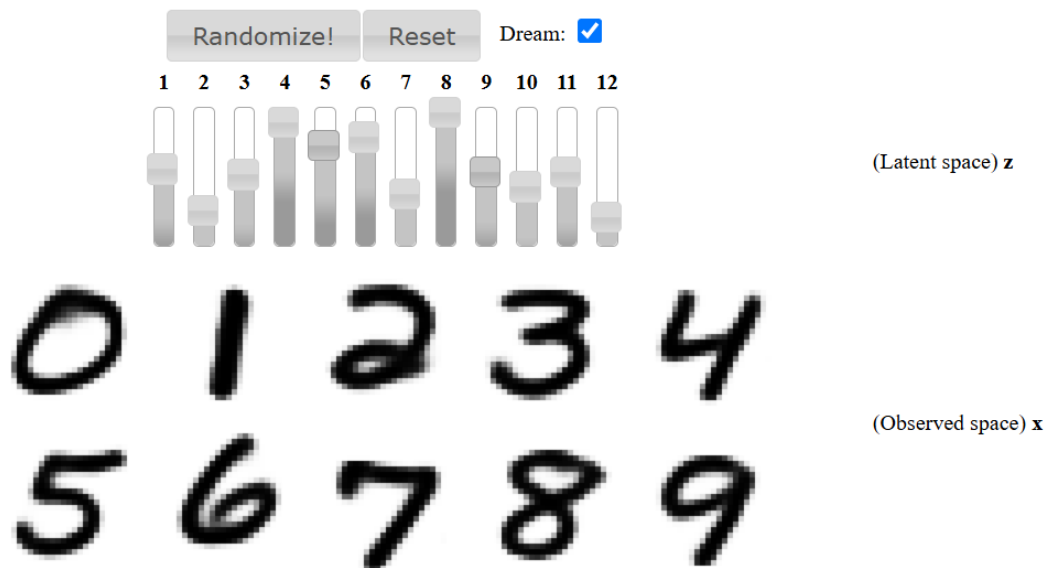 Randomize! Reset Dream:
1 2 3 4 5 6 7 8 9 10 11 12
(Latent space) z
0 1 2 3 4
(Observed space) x
5 6 7 8 9